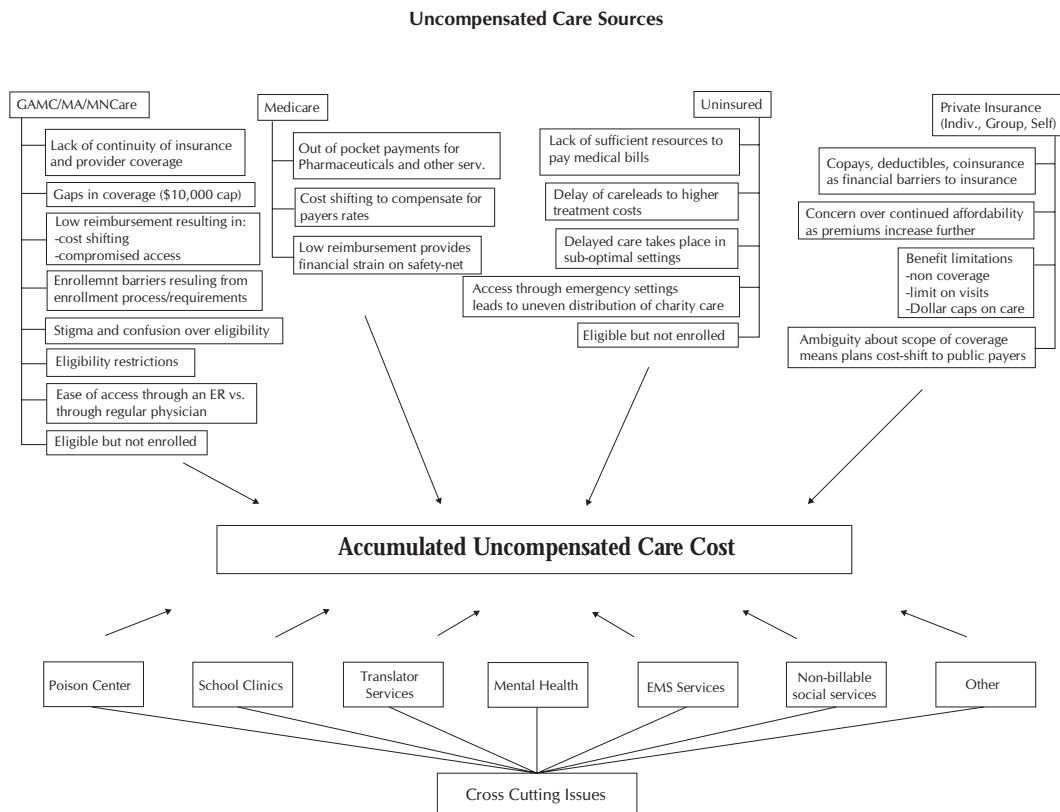 Uncompensated Care Sources
GAMC/MA/MNCare
Lack of continuity of insurance
and provider coverage
Gaps in coverage ($10,000 cap)
Low reimbursement resulting in:
-cost shifting
-compromised access
Enrollemnt barriers resuling from
enrollment process/requirements
Stigma and confusion over eligibility
Eligibility restrictions
Ease of access through an ER vs.
through regular physician
Eligible but not enrolled
Medicare
Out of pocket payments for
Pharmaceuticals and other serv.
Cost shifting to compensate for
payers rates
Low reimbursement provides
financial strain on safety-net
Uninsured
Lack of sufficient resources to
pay medical bills
Delay of careleads to higher
treatment costs
Delayed care takes place in
sub-optimal settings
Access through emergency settings
leads to uneven distribution of charity care
Eligible but not enrolled
Private Insurance
(Indiv., Group, Self)
Copays, deductibles, coinsurance
as financial barriers to insurance
Concern over continued affordability
as premiums increase further
Benefit limitations
-non coverage
-limit on visits
-Dollar caps on care
Ambiguity about scope of coverage
means plans cost-shift to public payers
Accumulated Uncompensated Care Cost
Poison Center
School Clinics
Translator
Services
Mental Health
EMS Services
Non-billable
social services
Other
Cross Cutting Issues